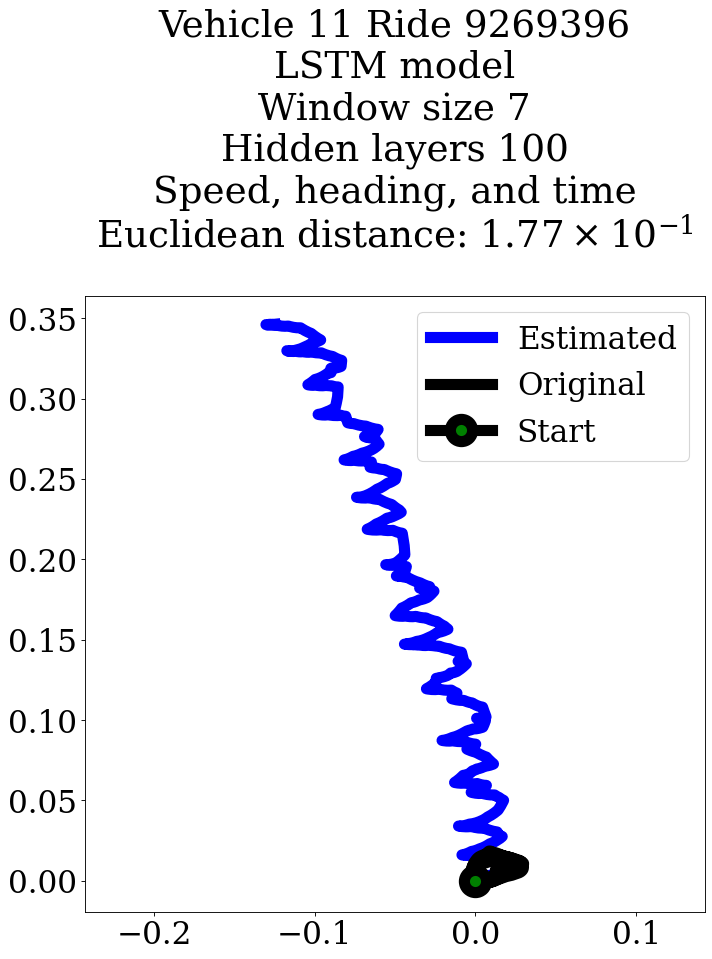 Vehicle 11 Ride 9269396
LSTM model
Window size 7
Hidden layers 100
Speed, heading, and time
Euclidean distance: 1.77 × 10⁻¹
Estimated
Original
Start
0.35
0.30
0.25
0.20
0.15
0.10
0.05
0.00
−0.2 −0.1 0.0 0.1